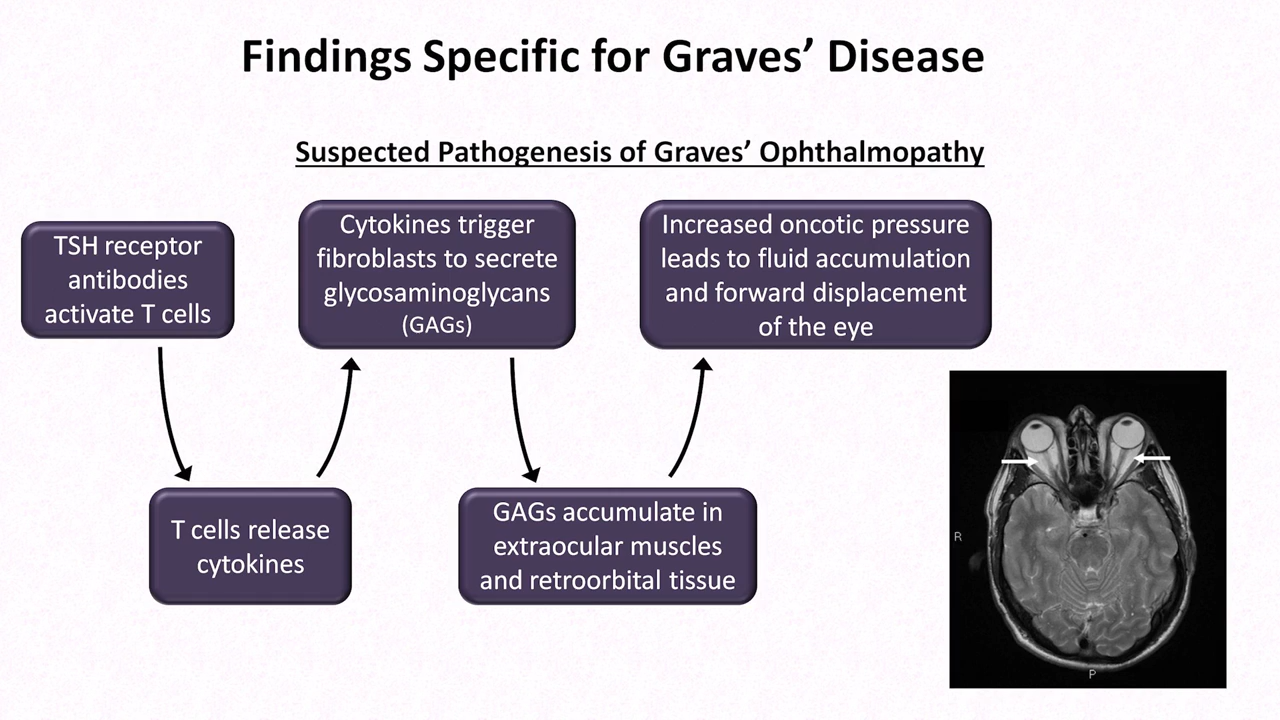 Findings Specific for Graves’ Disease
Suspected Pathogenesis of Graves’ Ophthalmopathy
TSH receptor
antibodies
activate T cells
T cells release
cytokines
Cytokines trigger
fibroblasts to secrete
glycosaminoglycans
(GAGs)
GAGs accumulate in
extraocular muscles
and retroorbital tissue
Increased oncotic pressure
leads to fluid accumulation
and forward displacement
of the eye
R
P